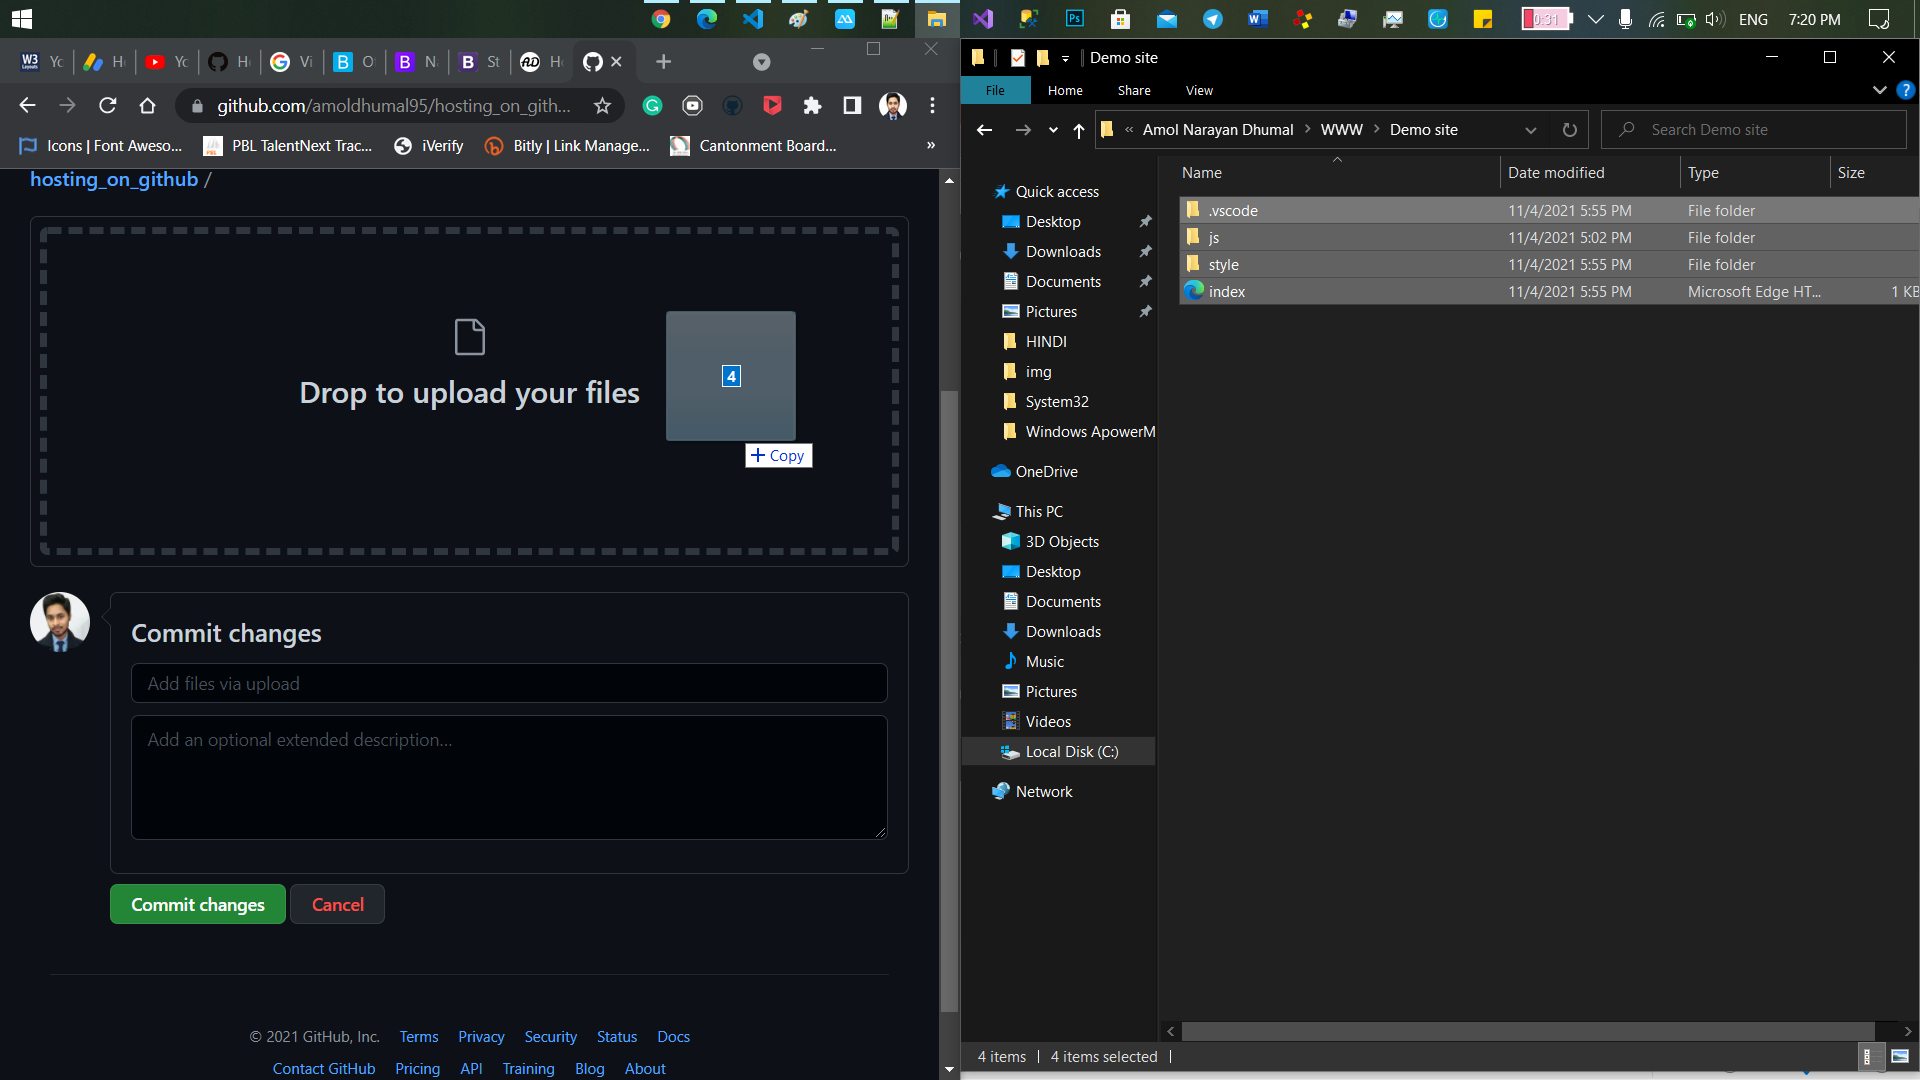 0:31
ENG
7:20 PM
W3
Yo
H
Yo
H
Vi
O
N
St
H
github.com/amoldhumal95/hosting_on_gith...
Icons | Font Aweso...
PBL TalentNext Trac...
iVerify
Bitly | Link Manage...
Cantonment Board...
»
hosting_on_github /
Drop to upload your files
4
+ Copy
Commit changes
Add files via upload
Add an optional extended description...
Commit changes
Cancel
© 2021 GitHub, Inc.
Terms
Privacy
Security
Status
Docs
Contact GitHub
Pricing
API
Training
Blog
About
Demo site
File
Home
Share
View
« Amol Narayan Dhumal > WWW > Demo site
Search Demo site
Name
Date modified
Type
Size
.vscode 11/4/2021 5:55 PM File folder
js 11/4/2021 5:02 PM File folder
style 11/4/2021 5:55 PM File folder
index 11/4/2021 5:55 PM Microsoft Edge HT... 1 KB
Quick access
Desktop
Downloads
Documents
Pictures
HINDI
img
System32
Windows ApowerM
OneDrive
This PC
3D Objects
Desktop
Documents
Downloads
Music
Pictures
Videos
Local Disk (C:)
Network
4 items
4 items selected